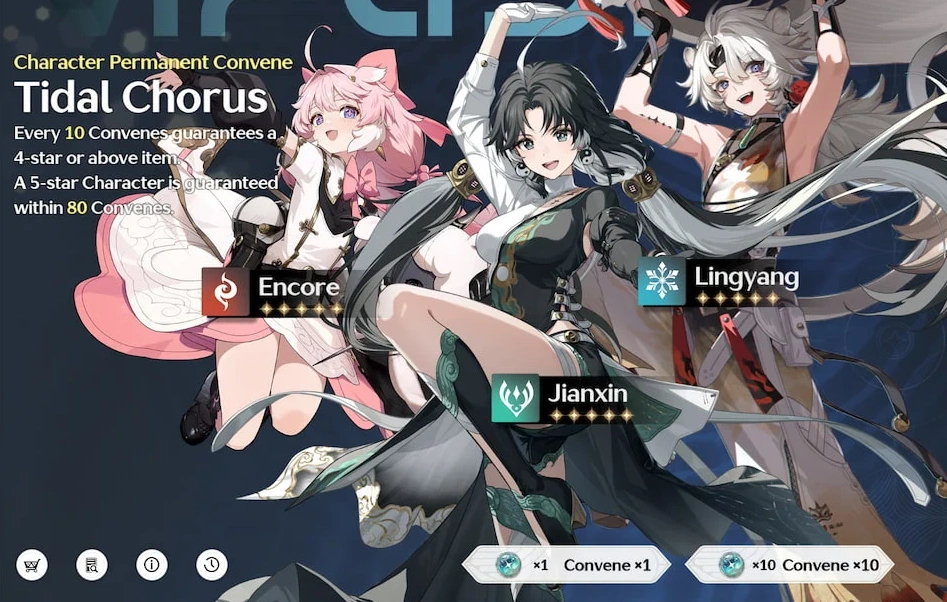 Character Permanent Convene
Tidal Chorus
Every 10 Convenes guarantees a
4-star or above item.
A 5-star Character is guaranteed
within 80 Convenes.
Encore
Lingyang
Jianxin
×1 Convene ×1
×10 Convene ×10